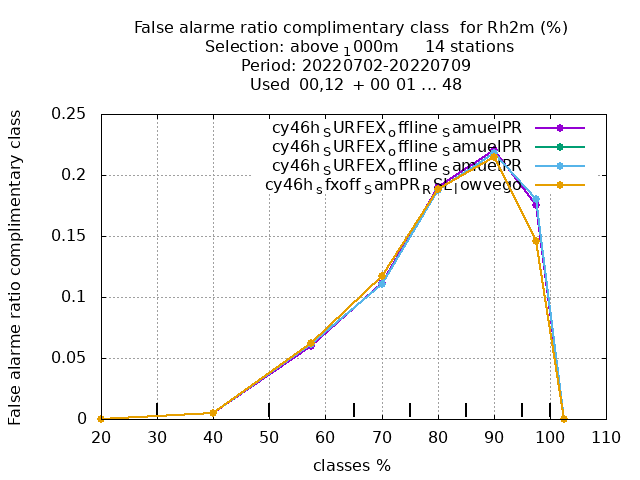 False alarme ratio complimentary class for Rh2m (%)
Selection: above 1000m 14 stations
Period: 20220702-20220709
Used 00,12 + 00 01 ... 48
False alarme ratio complimentary class
0.25
0.2
0.15
0.1
0.05
0
cy46h SURFEX offline SamuelPR
cy46h SURFEX offline SamuelPR
cy46h SURFEX offline SamuelPR
cy46h sfxoff SamPR RSL lowvego
20 30 40 50 60 70 80 90 100 110
classes %